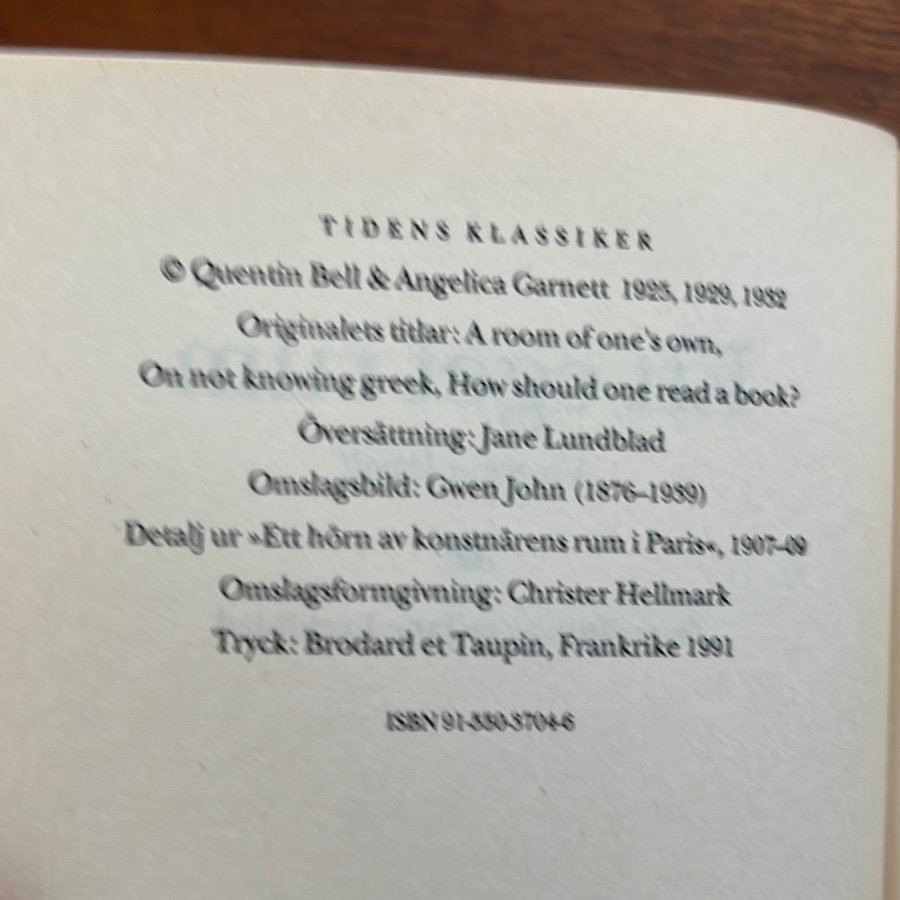 TIDENS KLASSIKER
© Quentin Bell & Angelica Garnett 1925, 1929, 1932
Originalets titlar: A room of one's own,
On not knowing greek, How should one read a book?
Översättning: Jane Lundblad
Omslagsbild: Gwen John (1876–1939)
Detalj ur »Ett hörn av konstnärens rum i Paris«, 1907–09
Omslagsformgivning: Christer Hellmark
Tryck: Brodard et Taupin, Frankrike 1991
ISBN 91-550-3704-6